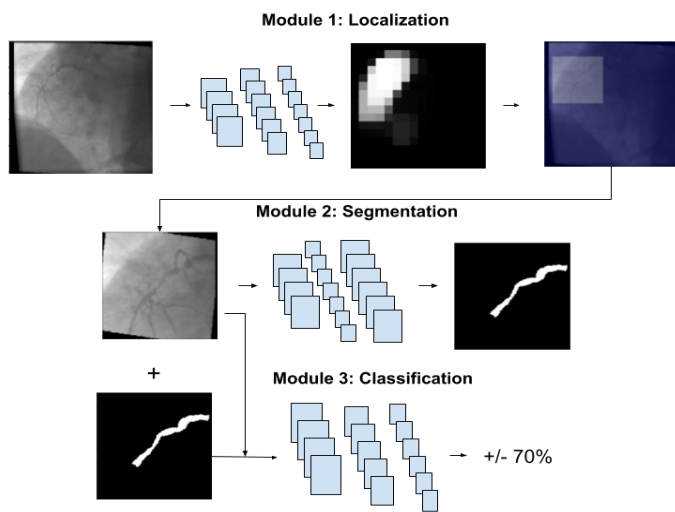 Module 1: Localization
Module 2: Segmentation
+
Module 3: Classification
+/- 70%